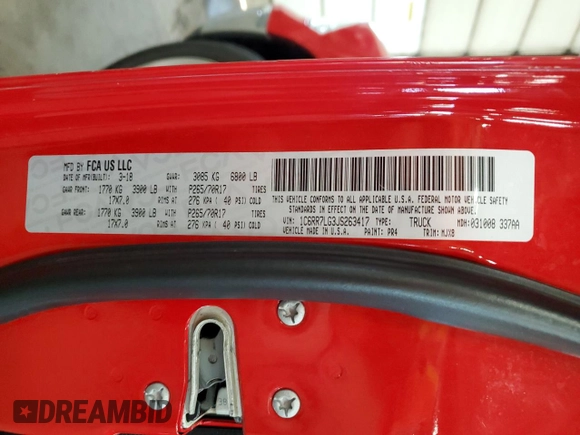 MFD BY FCA US LLC
DATE OF MFR(BUILT): 3-18 GVWR: 3085 KG 6800 LB
GAWR FRONT: 1770 KG 3900 LB WITH P265/70R17 TIRES
17X7.0 RIMS AT 276 KPA ( 40 PSI) COLD
GAWR REAR: 1770 KG 3900 LB WITH P265/70R17 TIRES
17X7.0 RIMS AT 276 KPA ( 40 PSI) COLD
THIS VEHICLE CONFORMS TO ALL APPLICABLE U.S.A. FEDERAL MOTOR VEHICLE SAFETY
STANDARDS IN EFFECT ON THE DATE OF MANUFACTURE SHOWN ABOVE.
VIN: 1C6RR7LG3JS263417 TYPE: TRUCK MDH: 031008 337AA
VEHICLE MADE IN U.S.A. PAINT: PR4 TRIM: MJX8
DREAMBID